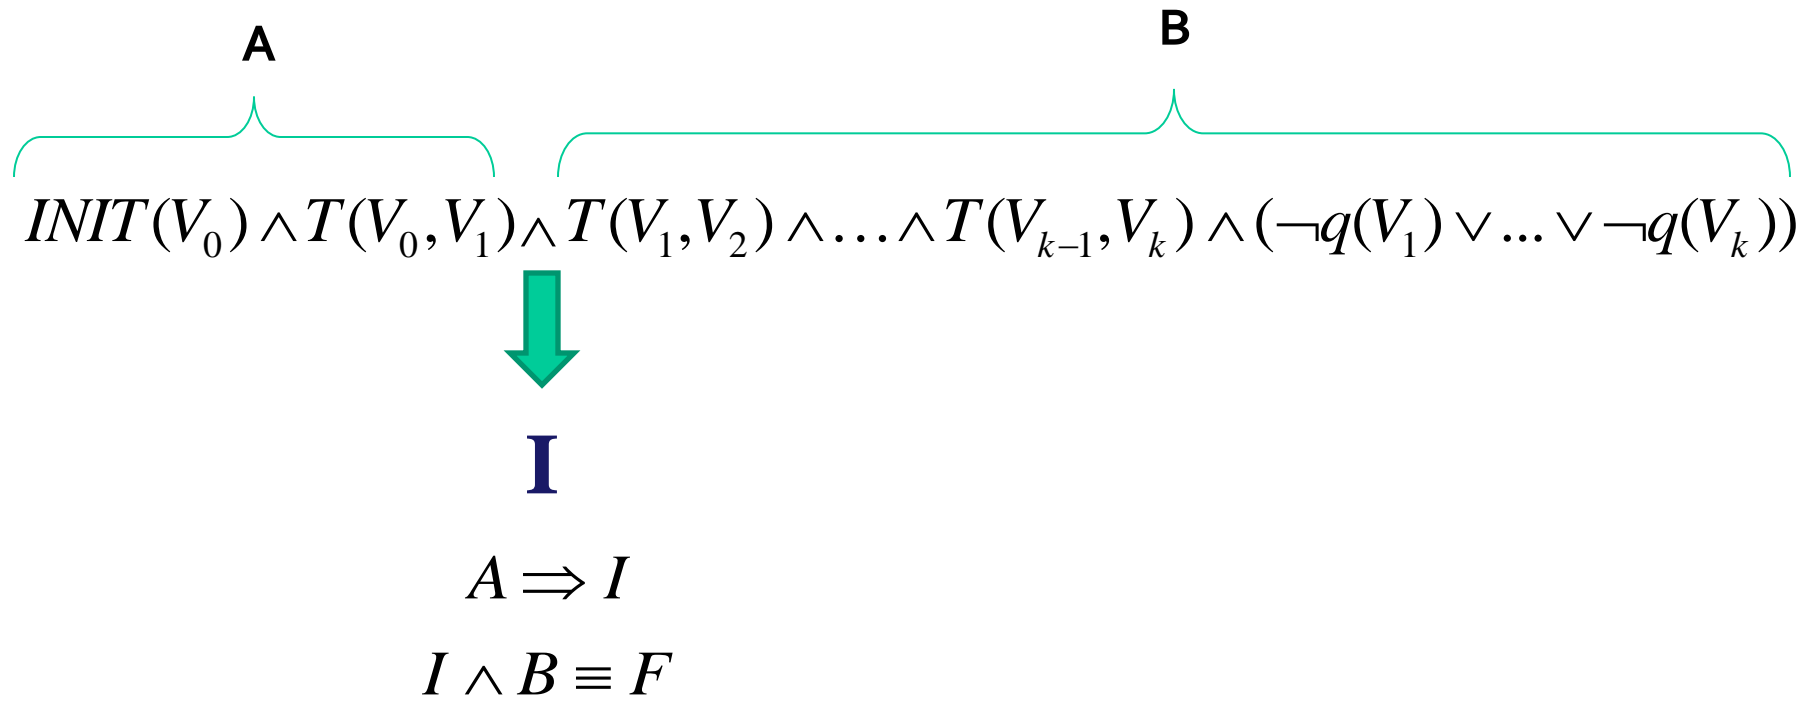 A B
INIT(V₀) ∧ T(V₀,V₁) ∧ T(V₁,V₂) ∧ … ∧ T(Vₖ₋₁,Vₖ) ∧ (¬q(V₁) ∨ ... ∨ ¬q(Vₖ))
I
A ⇒ I
I ∧ B ≡ F